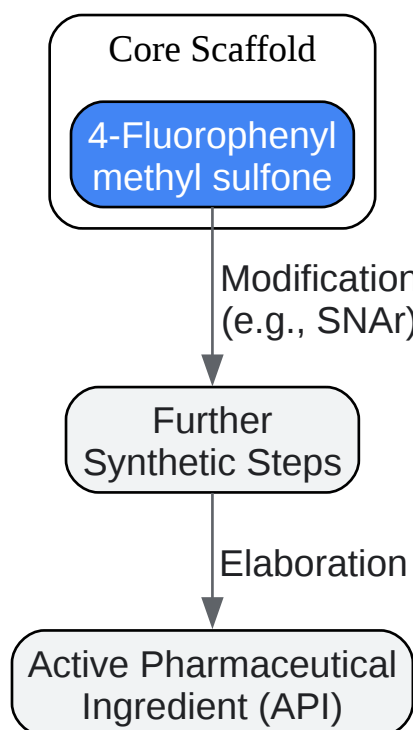 Core Scaffold
4-Fluorophenyl
methyl sulfone
Modification
(e.g., SNAr)
Further
Synthetic Steps
Elaboration
Active Pharmaceutical
Ingredient (API)